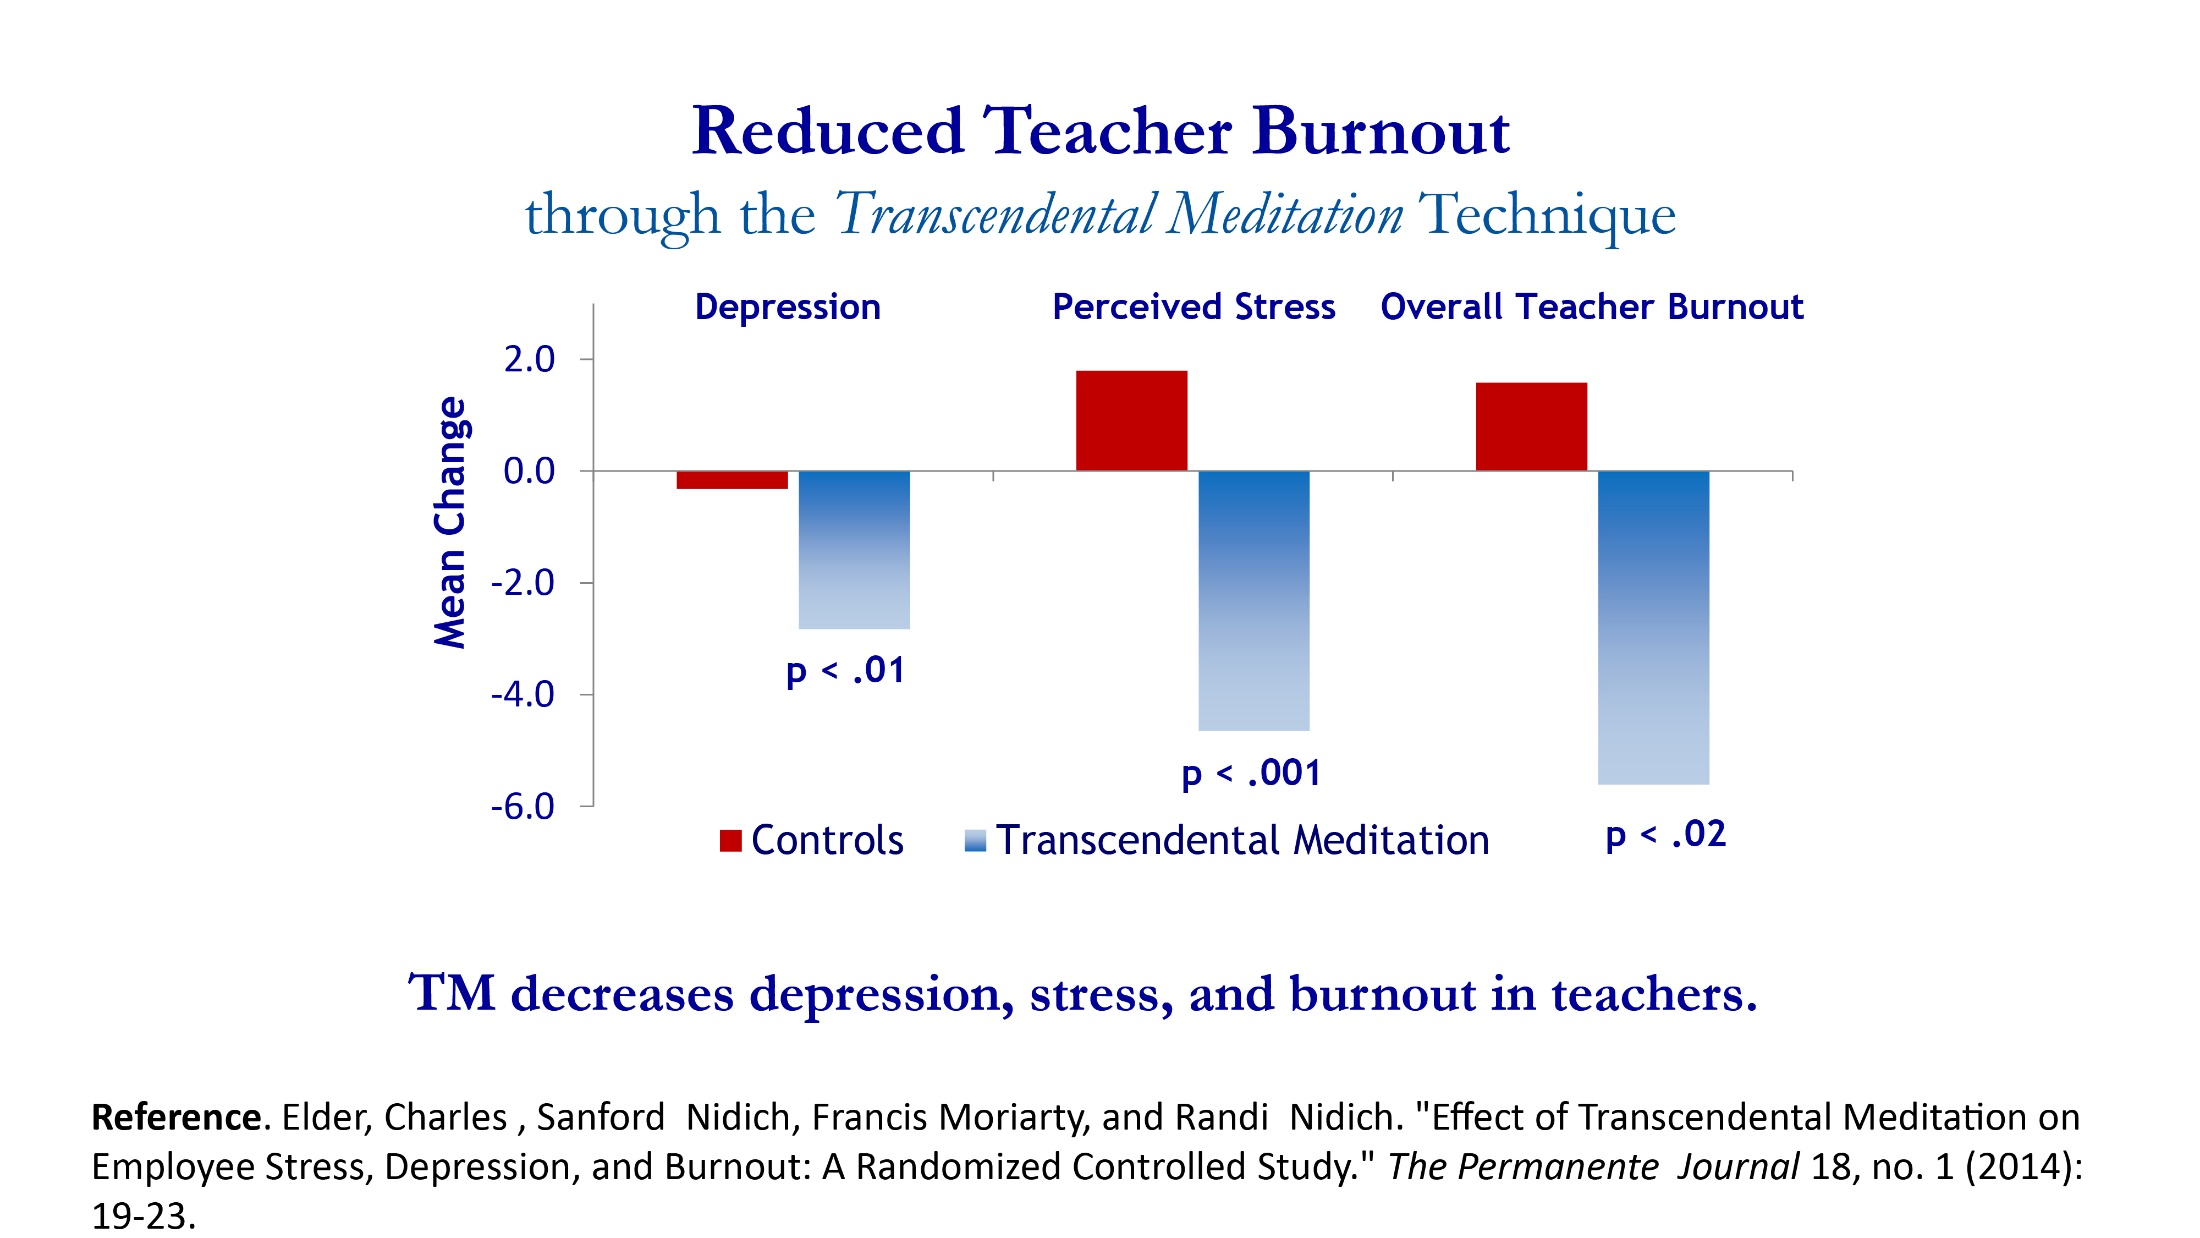 Reduced Teacher Burnout
through the Transcendental Meditation Technique
Depression Perceived Stress Overall Teacher Burnout
Mean Change
2.0
0.0
-2.0
-4.0
-6.0
p < .01
p < .001
p < .02
Controls Transcendental Meditation
TM decreases depression, stress, and burnout in teachers.
Reference. Elder, Charles , Sanford  Nidich, Francis Moriarty, and Randi  Nidich. "Effect of Transcendental Meditation on
Employee Stress, Depression, and Burnout: A Randomized Controlled Study." The Permanente  Journal 18, no. 1 (2014):
19-23.